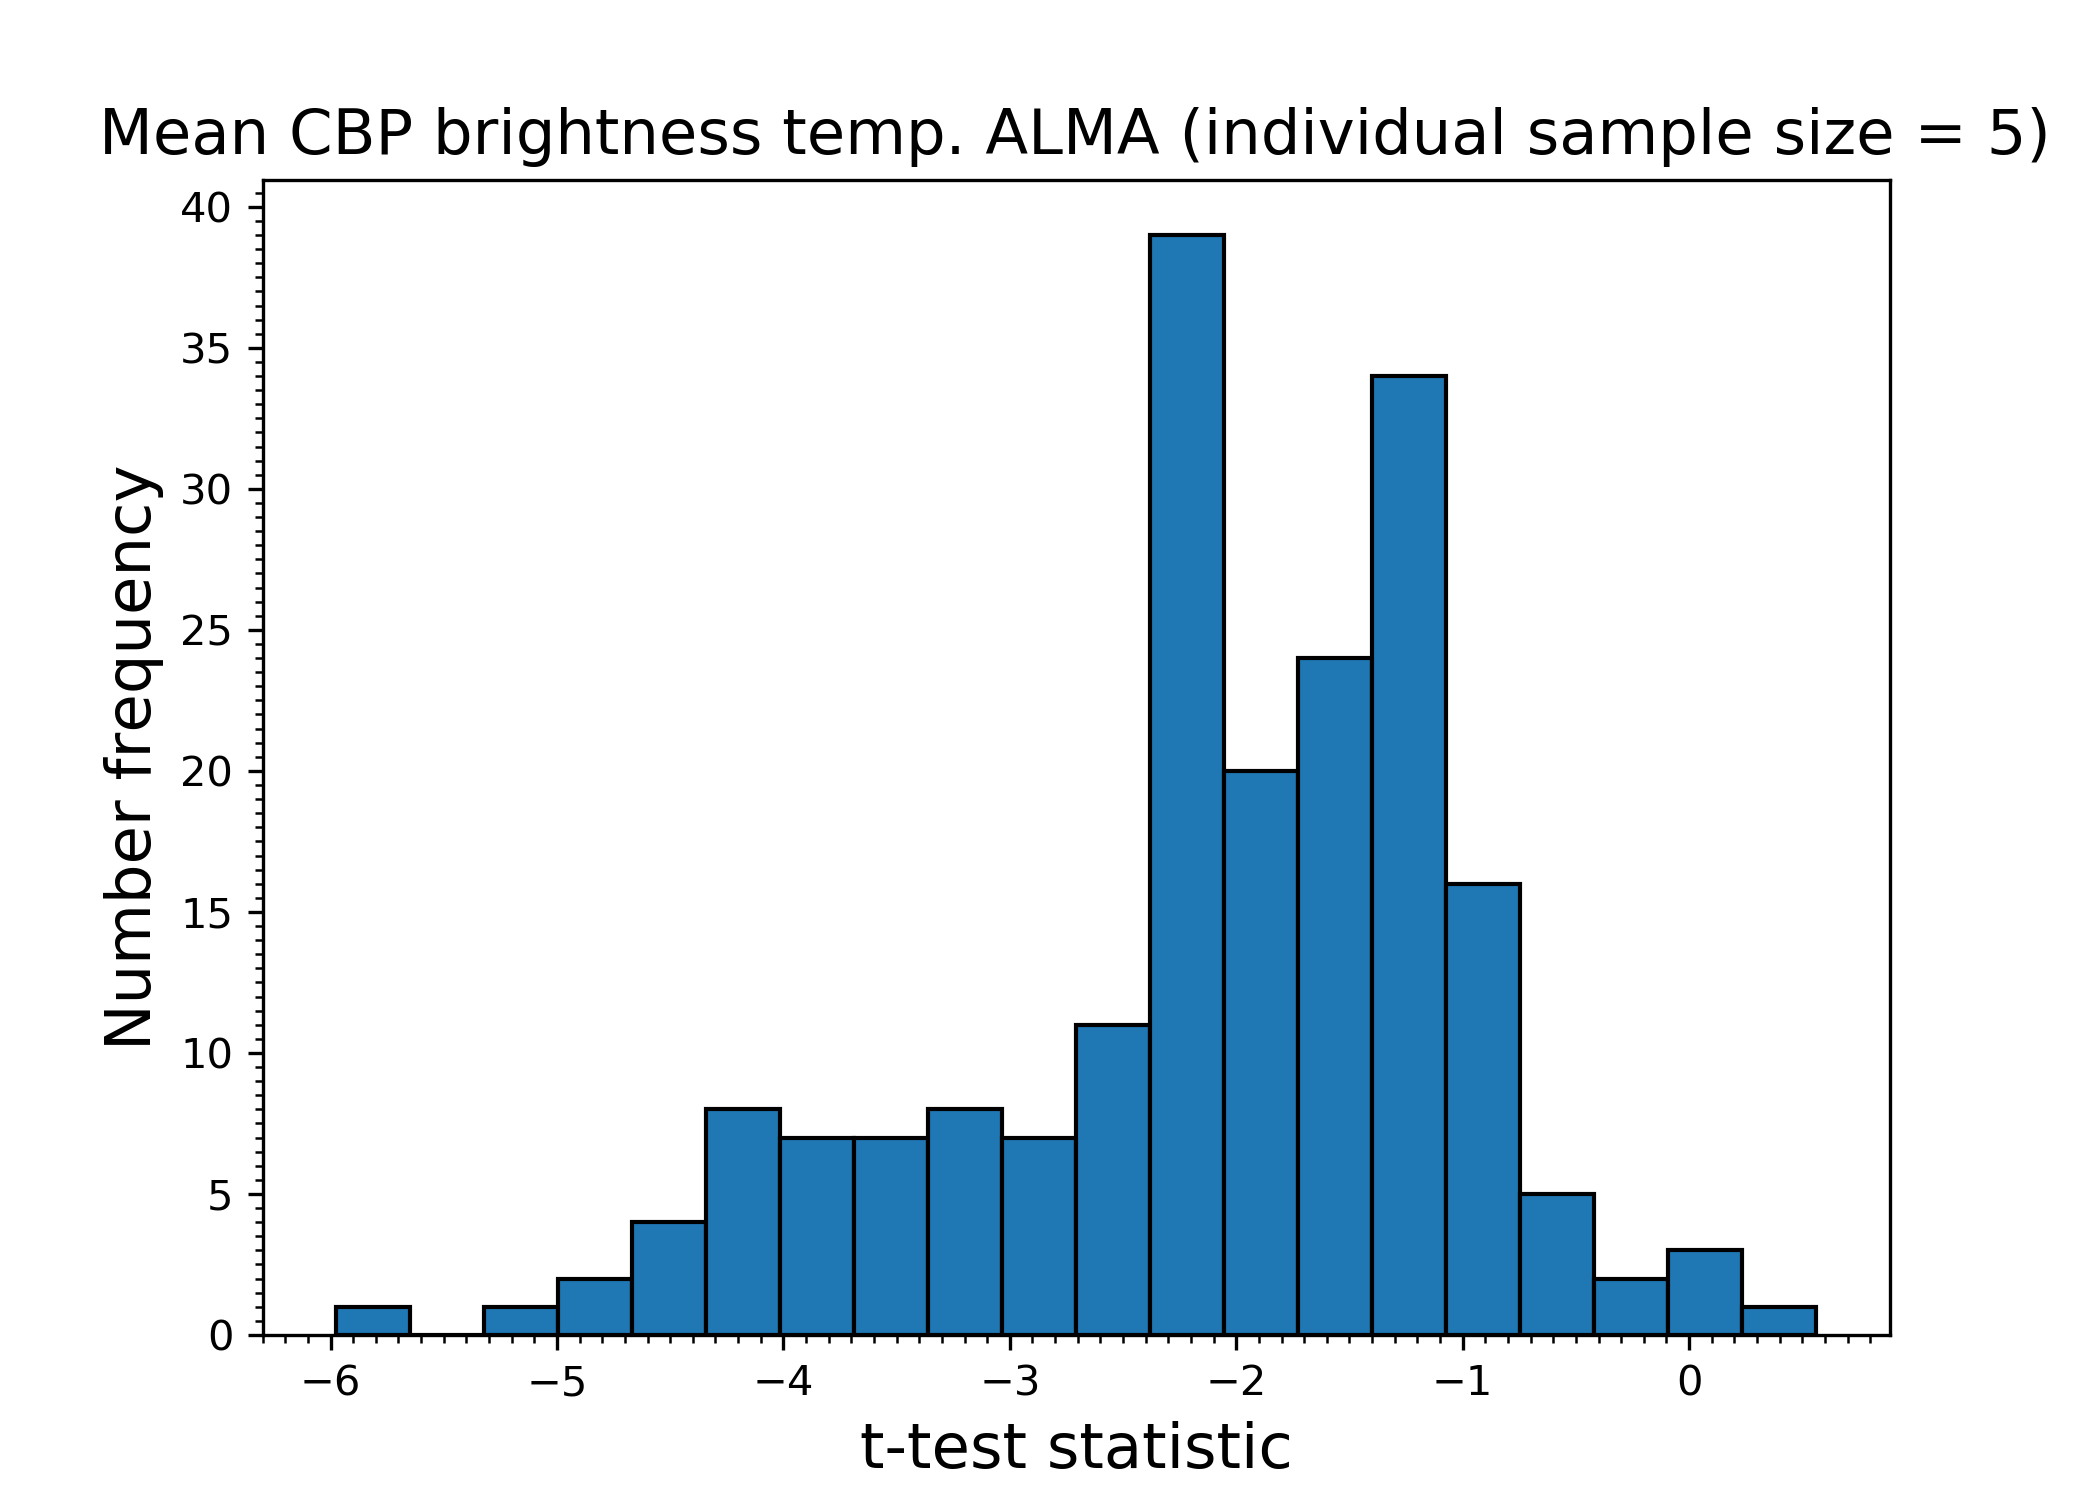 Mean CBP brightness temp. ALMA (individual sample size = 5)
Number frequency
40
35
30
25
20
15
10
5
0
−6 −5 −4 −3 −2 −1 0
t-test statistic